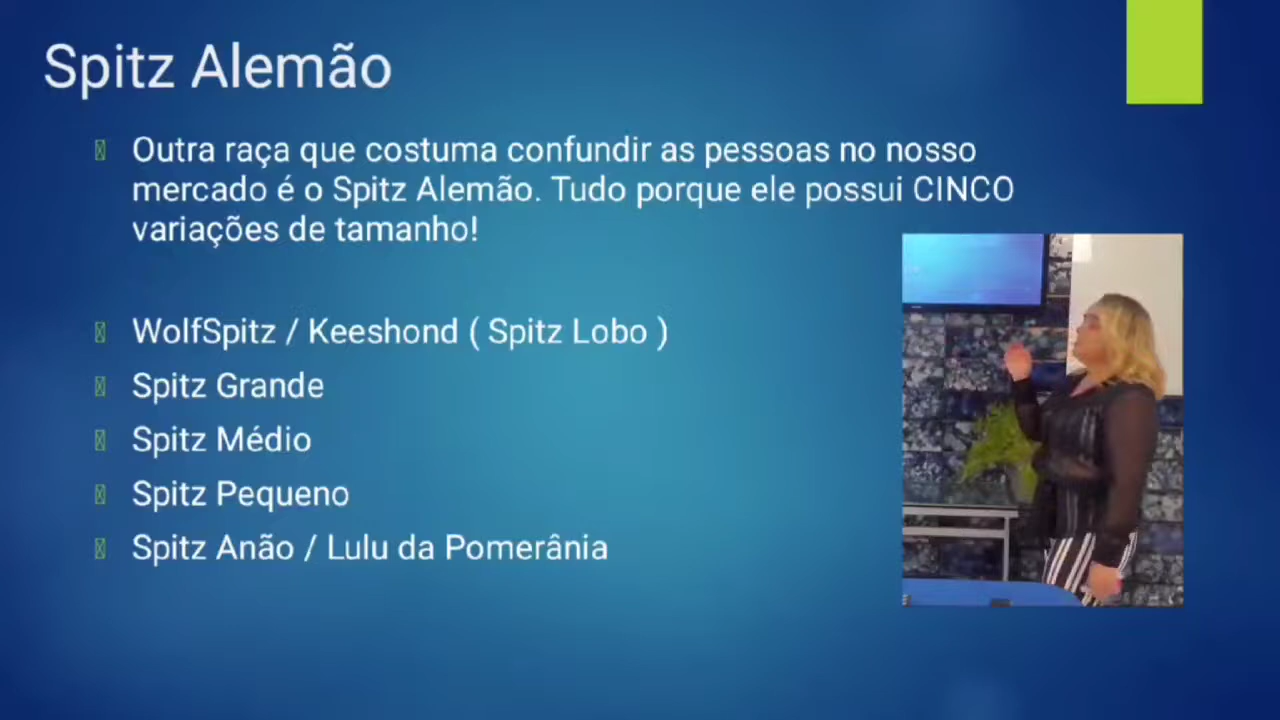 Spitz Alemão
Outra raça que costuma confundir as pessoas no nosso
mercado é o Spitz Alemão. Tudo porque ele possui CINCO
variações de tamanho!
WolfSpitz / Keeshond ( Spitz Lobo )
Spitz Grande
Spitz Médio
Spitz Pequeno
Spitz Anão / Lulu da Pomerânia